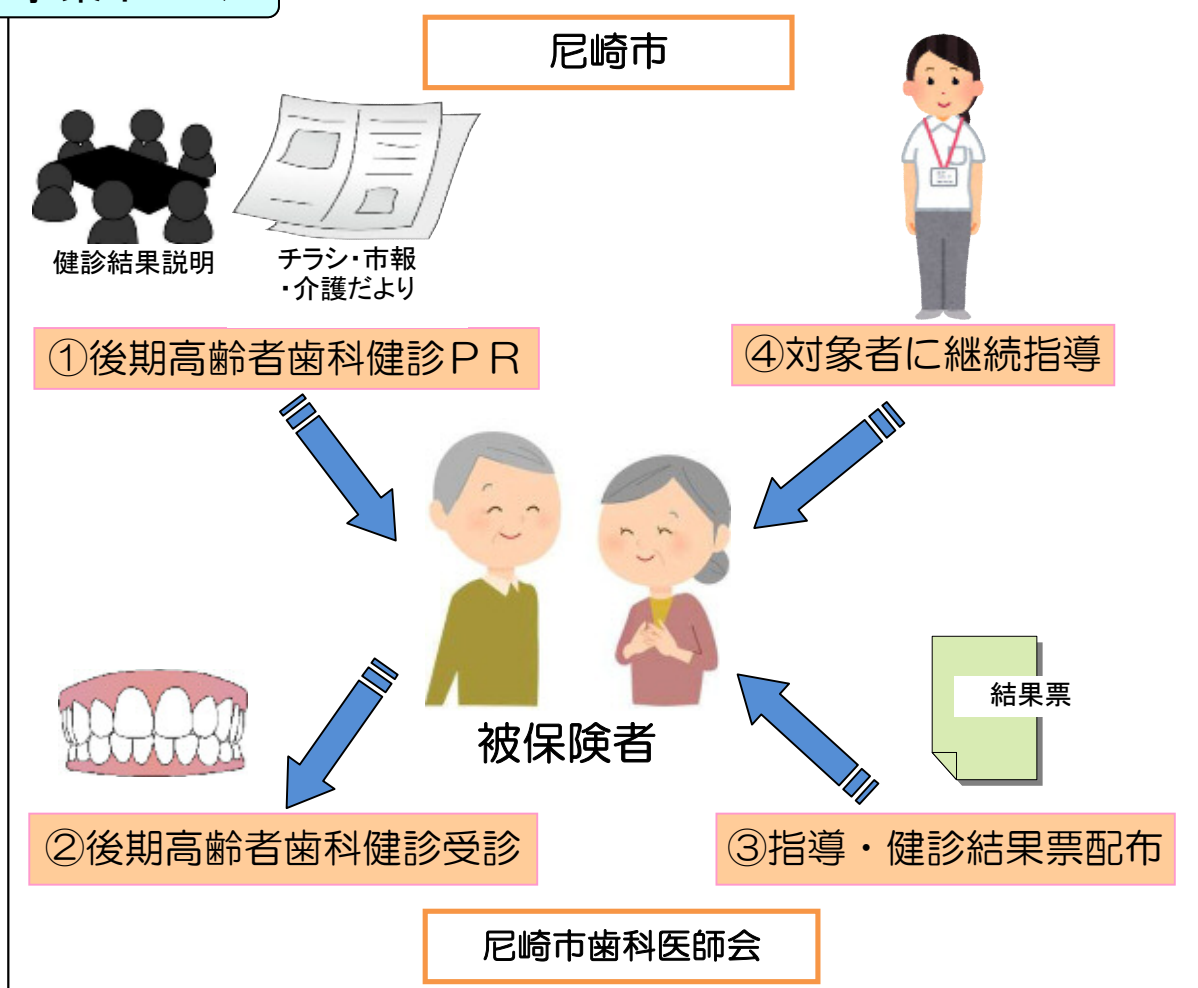 尼崎市
健診結果説明
チラシ・市報
・介護だより
①後期高齢者歯科健診ＰＲ
④対象者に継続指導
被保険者
結果票
②後期高齢者歯科健診受診
③指導・健診結果票配布
尼崎市歯科医師会